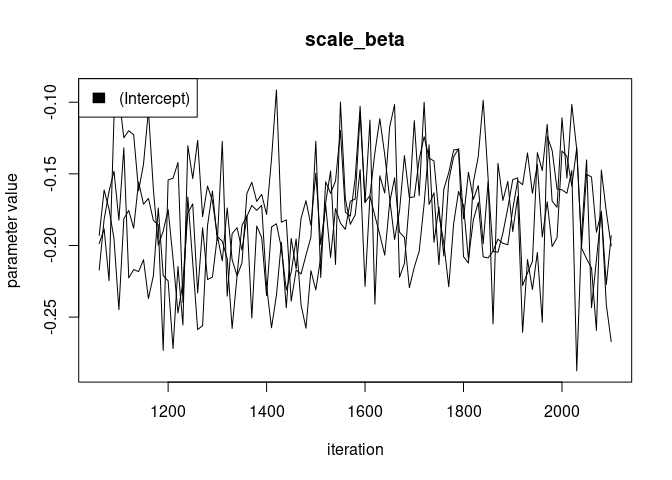 scale_beta
(Intercept)
-0.10
-0.15
-0.20
-0.25
parameter value
1200 1400 1600 1800 2000
iteration